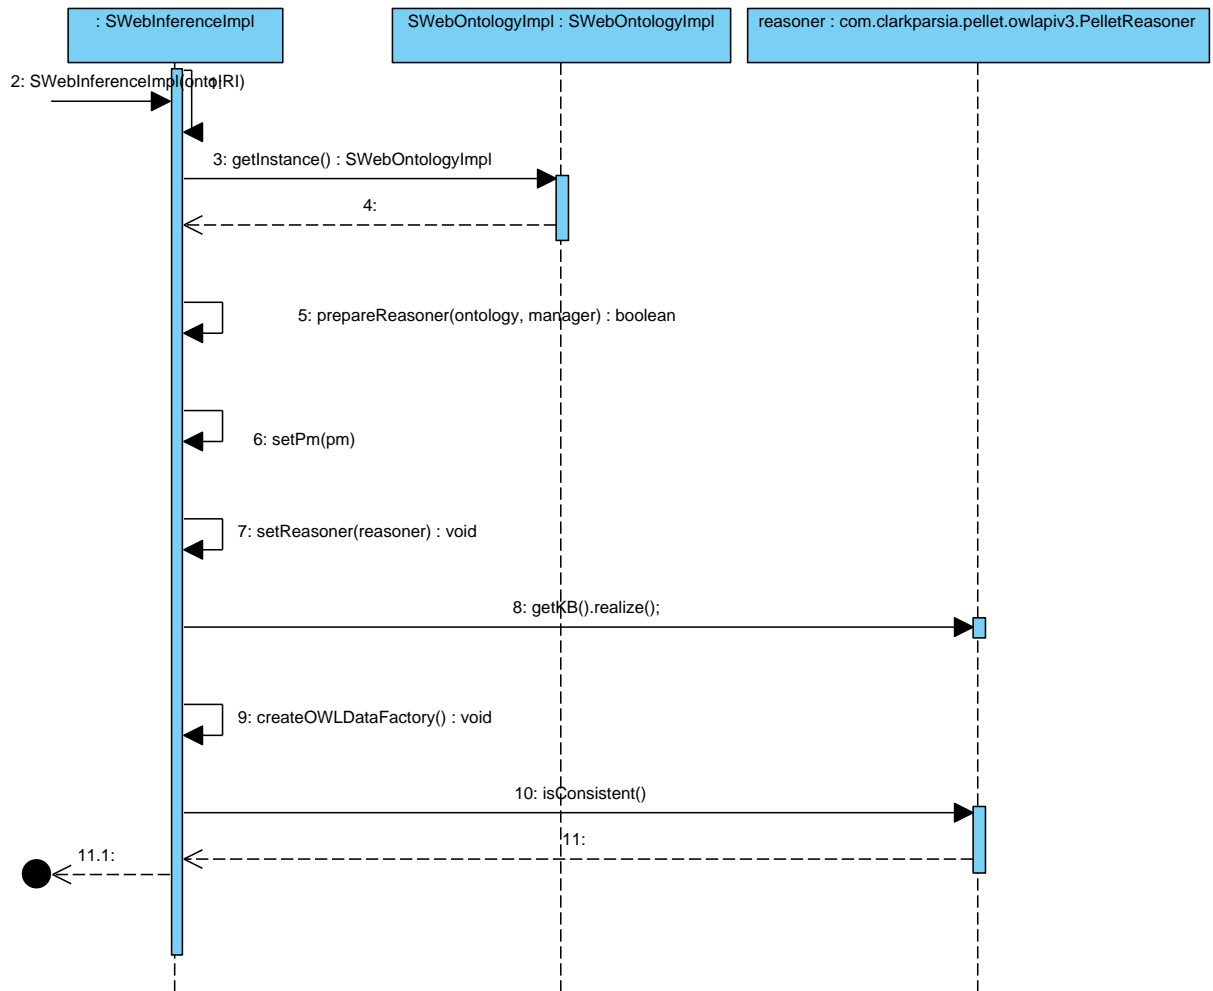 : SWebInferenceImpl
SWebOntologyImpl : SWebOntologyImpl
reasoner : com.clarkparsia.pellet.owlapiv3.PelletReasoner
2: SWebInferenceImpl(ontoIRI)
1:
3: getInstance() : SWebOntologyImpl
4:
5: prepareReasoner(ontology, manager) : boolean
6: setPm(pm)
7: setReasoner(reasoner) : void
8: getKB().realize();
9: createOWLDataFactory() : void
10: isConsistent()
11:
11.1: